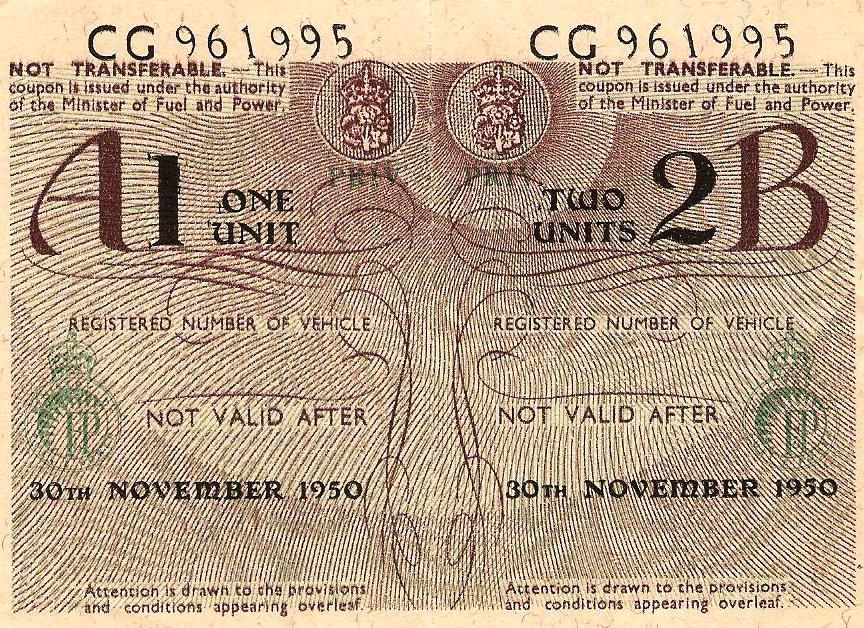 CG 961995
NOT TRANSFERABLE. — This
coupon is issued under the authority
of the Minister of Fuel and Power.
PRIV
A1 ONE
UNIT
REGISTERED NUMBER OF VEHICLE
NOT VALID AFTER
30TH NOVEMBER 1950
Attention is drawn to the provisions
and conditions appearing overleaf.
CG 961995
NOT TRANSFERABLE. — This
coupon is issued under the authority
of the Minister of Fuel and Power.
PRIV
TWO 2B
UNITS
REGISTERED NUMBER OF VEHICLE
NOT VALID AFTER
30TH NOVEMBER 1950
Attention is drawn to the provisions
and conditions appearing overleaf.